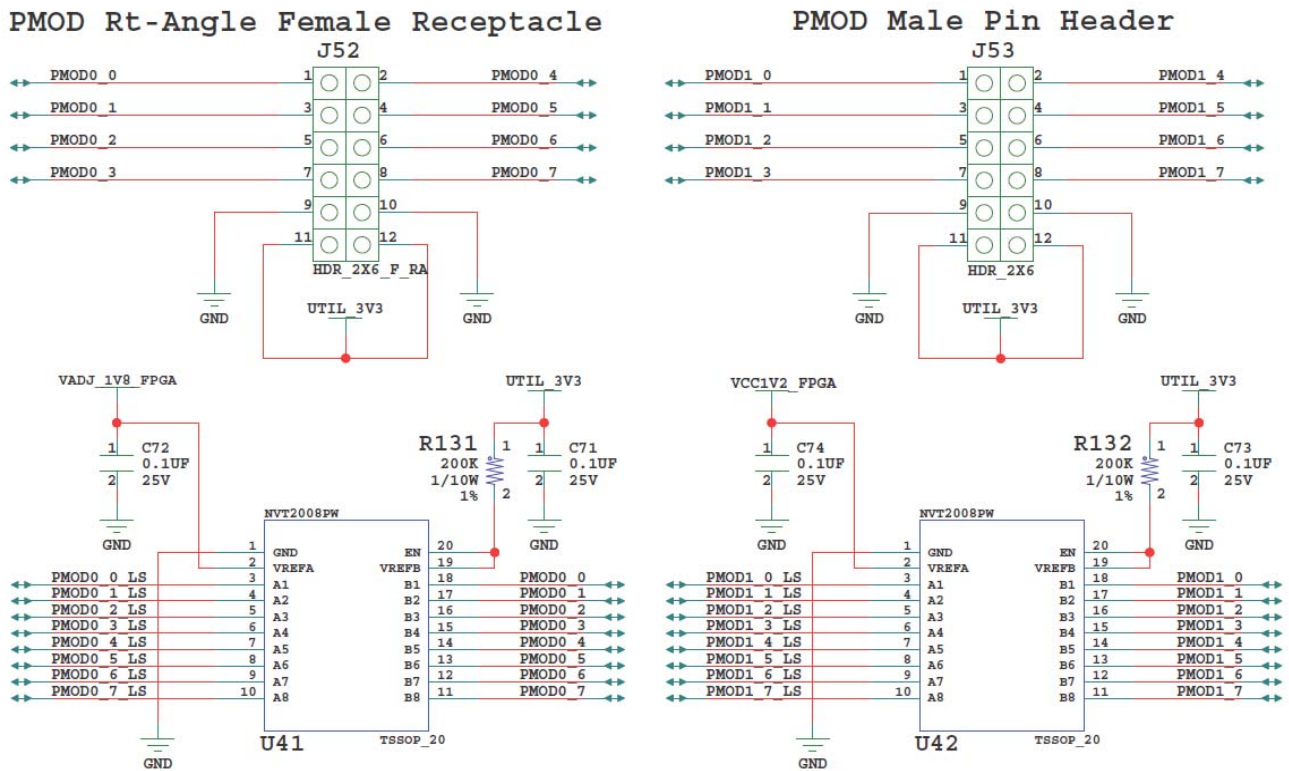 PMOD Rt-Angle Female Receptacle
J52
PMOD0_0 1 2 PMOD0_4
PMOD0_1 3 4 PMOD0_5
PMOD0_2 5 6 PMOD0_6
PMOD0_3 7 8 PMOD0_7
9 10
11 12
HDR_2X6_F_RA
UTIL_3V3
GND GND
PMOD Male Pin Header
J53
PMOD1_0 1 2 PMOD1_4
PMOD1_1 3 4 PMOD1_5
PMOD1_2 5 6 PMOD1_6
PMOD1_3 7 8 PMOD1_7
9 10
11 12
HDR_2X6
UTIL_3V3
GND GND
VADJ_1V8_FPGA
1 C72
0.1UF
2 25V
GND
UTIL_3V3
R131 1
200K
1/10W
1% 2
1 C71
0.1UF
2 25V
GND
NVT2008PW
1 GND EN 20
2 VREFA VREFB 19
PMOD0_0_LS 3 A1 B1 18 PMOD0_0
PMOD0_1_LS 4 A2 B2 17 PMOD0_1
PMOD0_2_LS 5 A3 B3 16 PMOD0_2
PMOD0_3_LS 6 A4 B4 15 PMOD0_3
PMOD0_4_LS 7 A5 B5 14 PMOD0_4
PMOD0_5_LS 8 A6 B6 13 PMOD0_5
PMOD0_6_LS 9 A7 B7 12 PMOD0_6
PMOD0_7_LS 10 A8 B8 11 PMOD0_7
U41 TSSOP_20
GND
VCC1V2_FPGA
1 C74
0.1UF
2 25V
GND
UTIL_3V3
R132 1
200K
1/10W
1% 2
1 C73
0.1UF
2 25V
GND
NVT2008PW
1 GND EN 20
2 VREFA VREFB 19
PMOD1_0_LS 3 A1 B1 18 PMOD1_0
PMOD1_1_LS 4 A2 B2 17 PMOD1_1
PMOD1_2_LS 5 A3 B3 16 PMOD1_2
PMOD1_3_LS 6 A4 B4 15 PMOD1_3
PMOD1_4_LS 7 A5 B5 14 PMOD1_4
PMOD1_5_LS 8 A6 B6 13 PMOD1_5
PMOD1_6_LS 9 A7 B7 12 PMOD1_6
PMOD1_7_LS 10 A8 B8 11 PMOD1_7
U42 TSSOP_20
GND